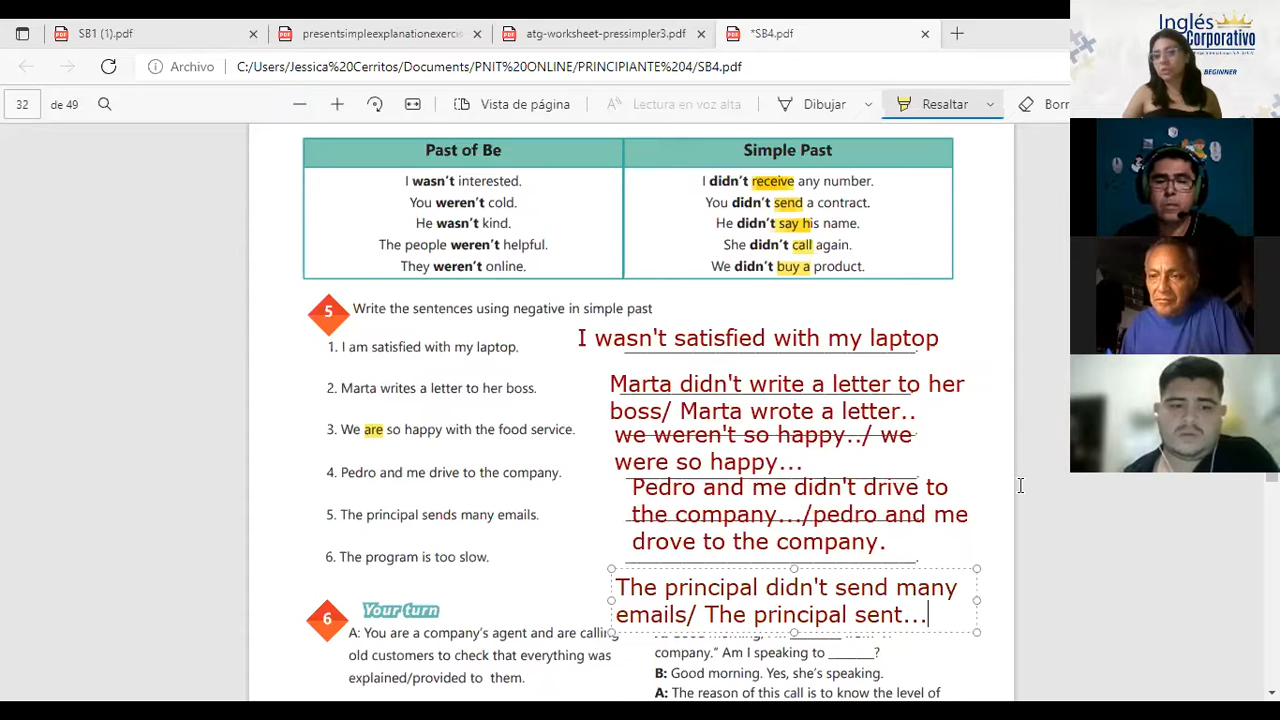 SB1 (1).pdf
presentsimpleexplanationexerci
atg-worksheet-pressimpler3.pdf
*SB4.pdf
Archivo
C:/Users/Jessica%20Cerritos/Documents/PNIT%20ONLINE/PRINCIPIANTE%204/SB4.pdf
32
de 49
Vista de página
Lectura en voz alta
Dibujar
Resaltar
Borr
Inglés
Corporativo
BEGINNER
Past of Be
Simple Past
I wasn't interested.
You weren't cold.
He wasn't kind.
The people weren't helpful.
They weren't online.
I didn't receive any number.
You didn't send a contract.
He didn't say his name.
She didn't call again.
We didn't buy a product.
5
Write the sentences using negative in simple past
1. I am satisfied with my laptop.
I wasn't satisfied with my laptop
2. Marta writes a letter to her boss.
Marta didn't write a letter to her
boss/ Marta wrote a letter..
3. We are so happy with the food service.
we weren't so happy../ we
were so happy...
4. Pedro and me drive to the company.
Pedro and me didn't drive to
the company.../pedro and me
drove to the company.
5. The principal sends many emails.
The principal didn't send many
emails/ The principal sent...
6. The program is too slow.
6
Your turn
A: You are a company's agent and are calling
old customers to check that everything was
explained/provided to them.
company." Am I speaking to _______?
B: Good morning. Yes, she's speaking.
A: The reason of this call is to know the level of